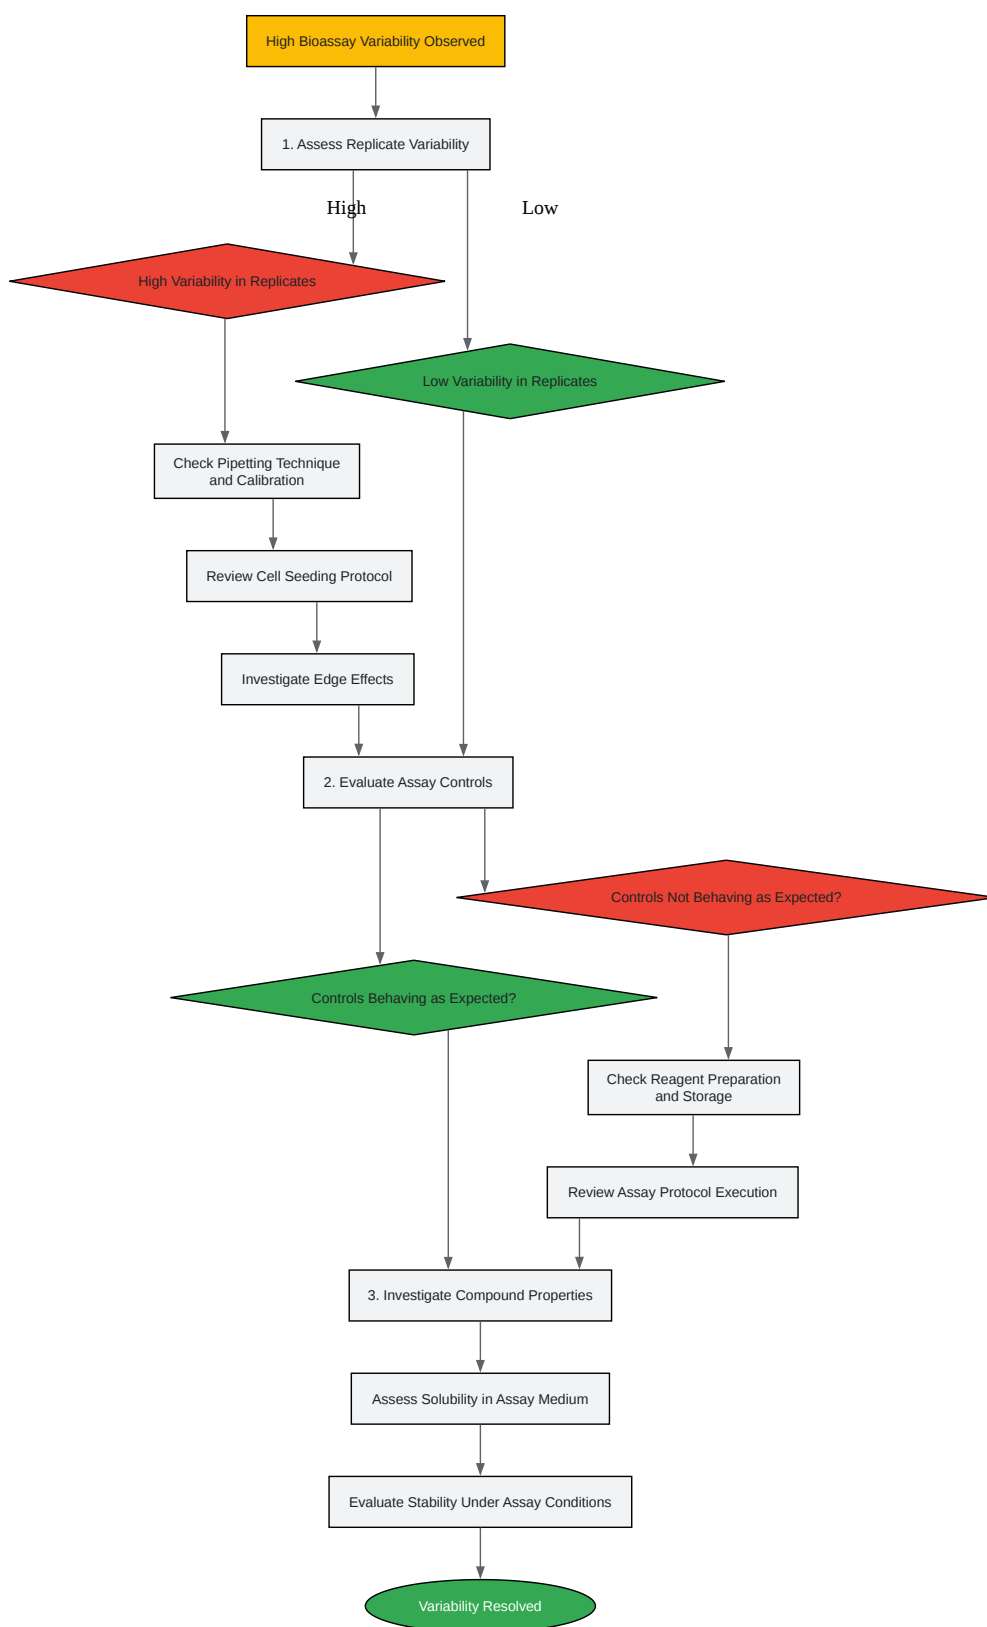 High Bioassay Variability Observed
1. Assess Replicate Variability
High
Low
High Variability in Replicates
Low Variability in Replicates
Check Pipetting Technique
and Calibration
Review Cell Seeding Protocol
Investigate Edge Effects
2. Evaluate Assay Controls
Controls Not Behaving as Expected?
Controls Behaving as Expected?
Check Reagent Preparation
and Storage
Review Assay Protocol Execution
3. Investigate Compound Properties
Assess Solubility in Assay Medium
Evaluate Stability Under Assay Conditions
Variability Resolved